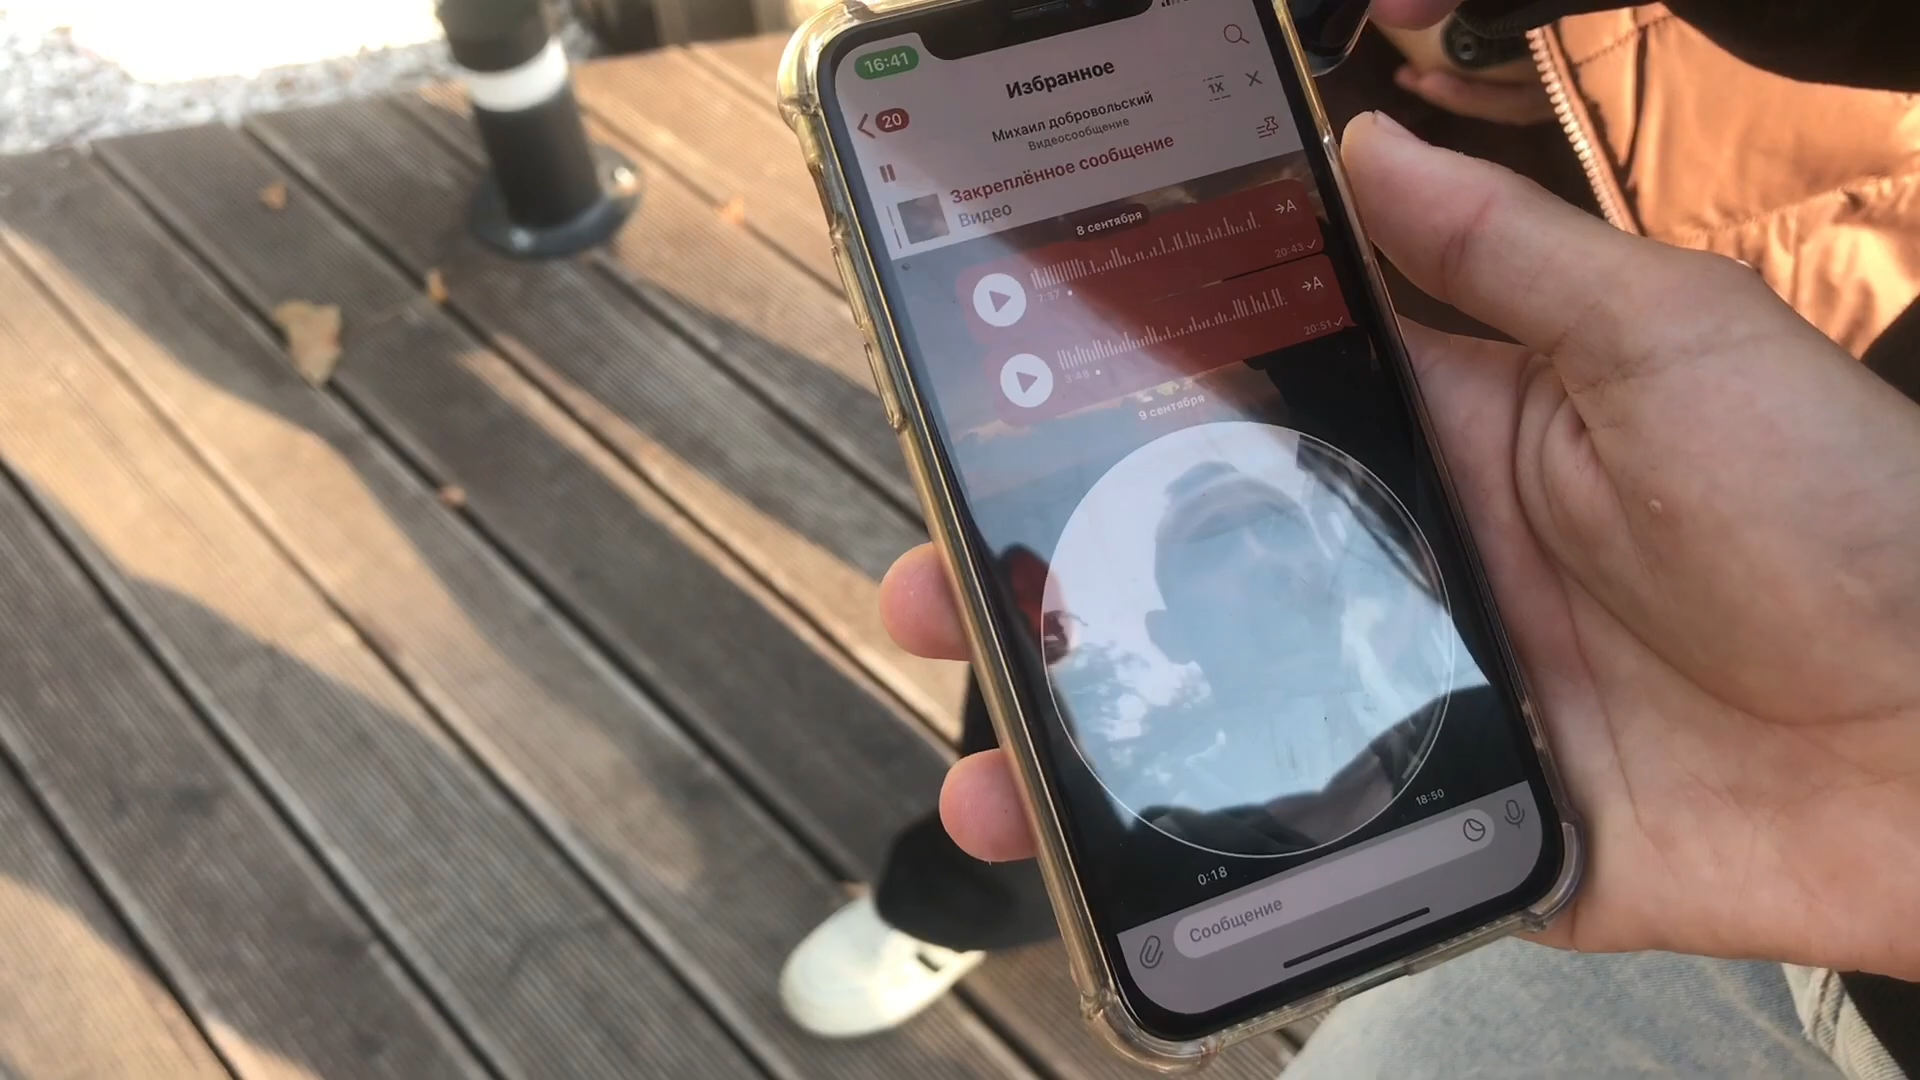 16:41
Избранное
20
1X
Михаил добровольский
Видеосообщение
Закреплённое сообщение
Видео
8 сентября
→A
7:57
20:43
→A
3:48
20:51
9 сентября
18:50
0:18
Сообщение